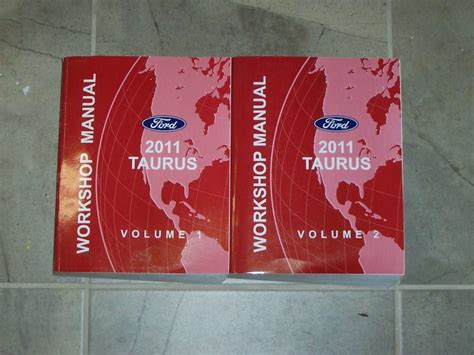 WORKSHOP MANUAL
Ford
2011
TAURUS
VOLUME 1
WORKSHOP MANUAL
Ford
2011
TAURUS
VOLUME 2